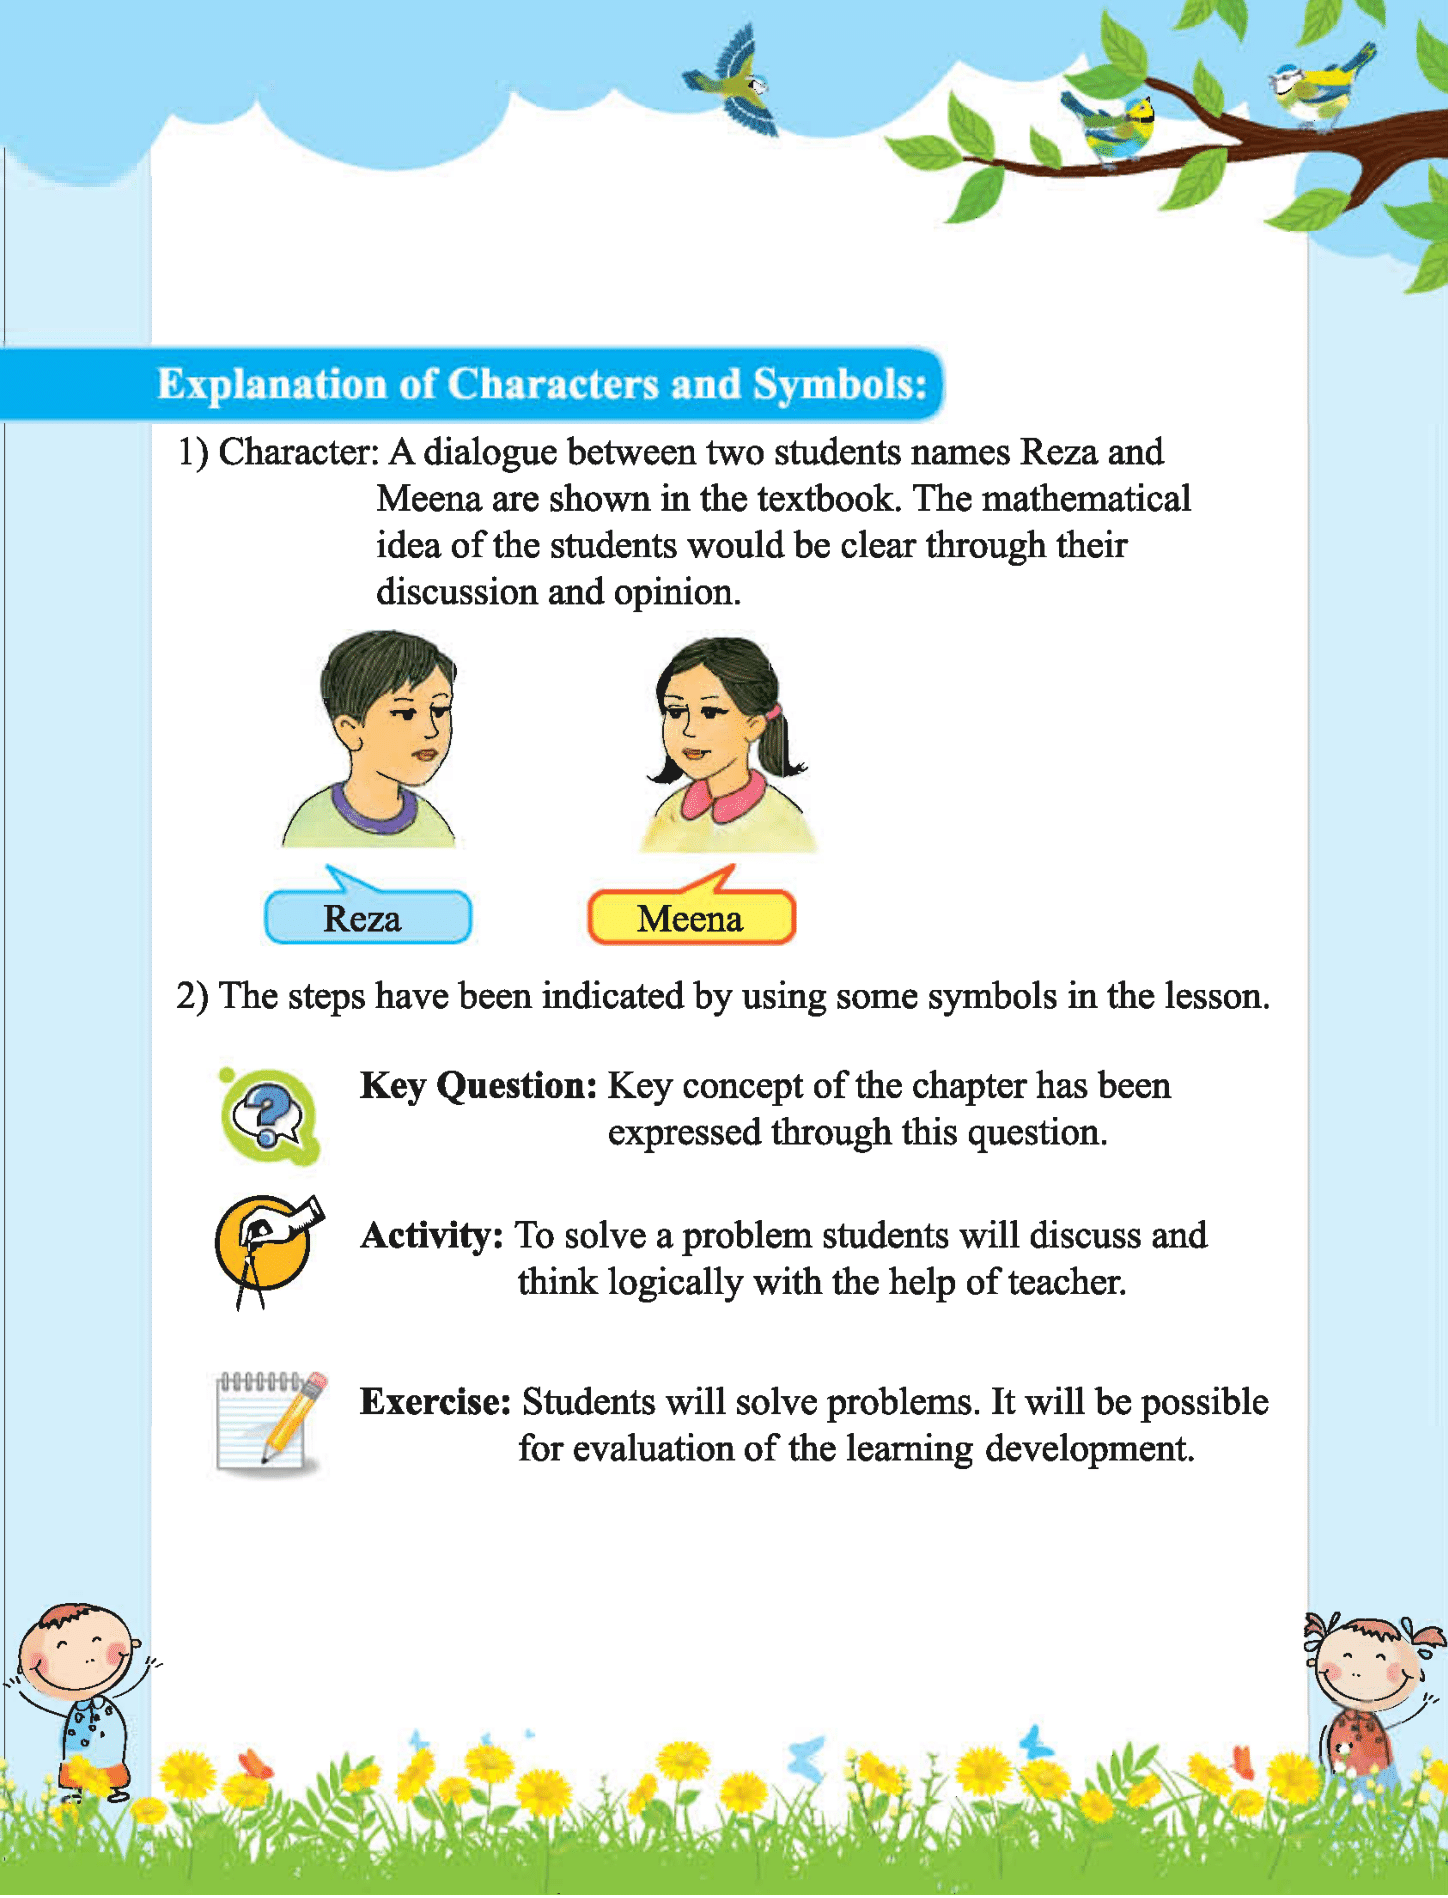 Explanation of Characters and Symbols:
1) Character: A dialogue between two students names Reza and
Meena are shown in the textbook. The mathematical
idea of the students would be clear through their
discussion and opinion.
Reza
Meena
2) The steps have been indicated by using some symbols in the lesson.
Key Question: Key concept of the chapter has been
expressed through this question.
Activity: To solve a problem students will discuss and
think logically with the help of teacher.
Exercise: Students will solve problems. It will be possible
for evaluation of the learning development.